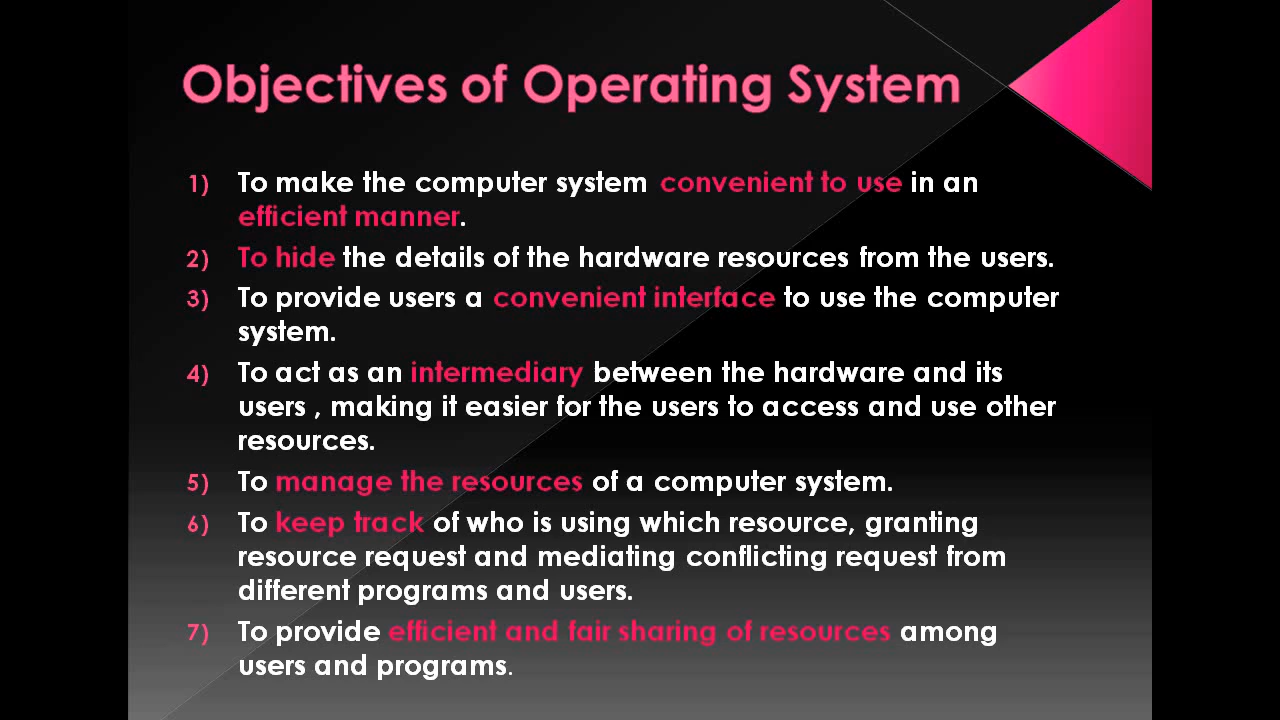 Objectives of Operating System
1) To make the computer system convenient to use in an
efficient manner.
2) To hide the details of the hardware resources from the users.
3) To provide users a convenient interface to use the computer
system.
4) To act as an intermediary between the hardware and its
users , making it easier for the users to access and use other
resources.
5) To manage the resources of a computer system.
6) To keep track of who is using which resource, granting
resource request and mediating conflicting request from
different programs and users.
7) To provide efficient and fair sharing of resources among
users and programs.